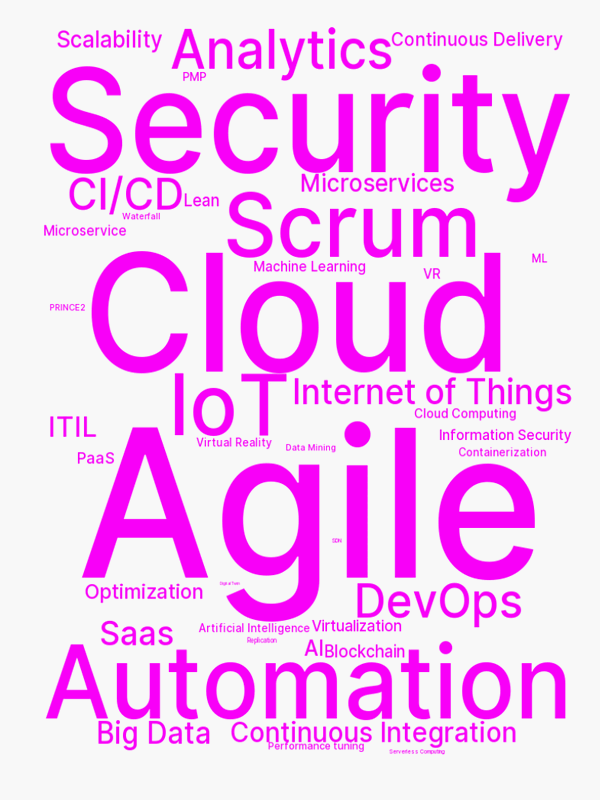 Scalability
Analytics
Continuous Delivery
PMP
Security
CI/CD
Lean
Microservices
Waterfall
Scrum
Microservice
Machine Learning
VR
ML
Cloud
PRINCE2
IoT
Internet of Things
Cloud Computing
ITIL
Virtual Reality
Data Mining
Information Security
PaaS
Containerization
Agile
SDN
Digital Twin
Optimization
DevOps
Saas
Artificial Intelligence
Virtualization
Replication
AI
Blockchain
Automation
Big Data
Continuous Integration
Performance tuning
Serverless Computing